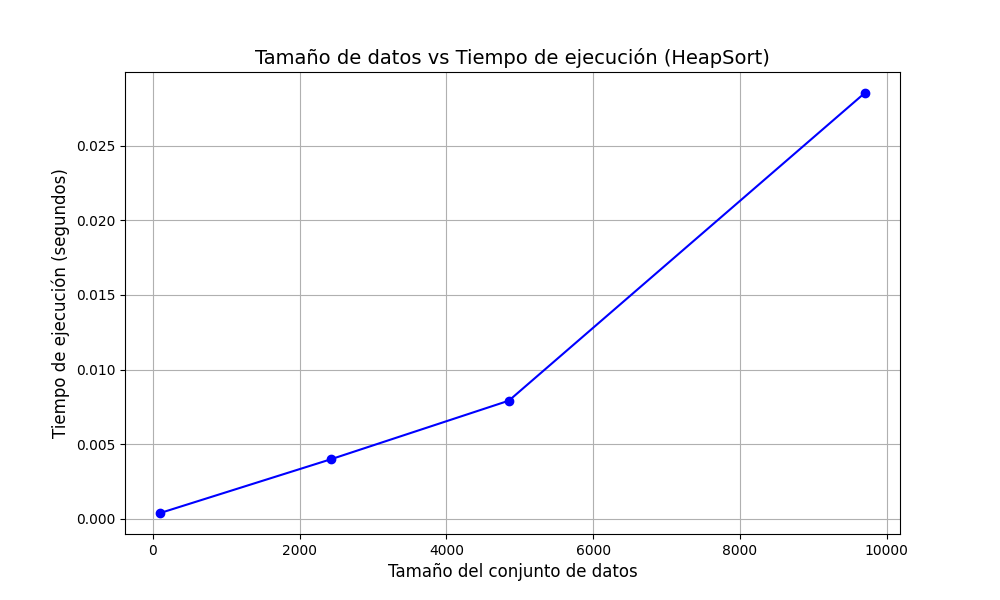 Tamaño de datos vs Tiempo de ejecución (HeapSort)
Tiempo de ejecución (segundos)
0.025
0.020
0.015
0.010
0.005
0.000
0 2000 4000 6000 8000 10000
Tamaño del conjunto de datos